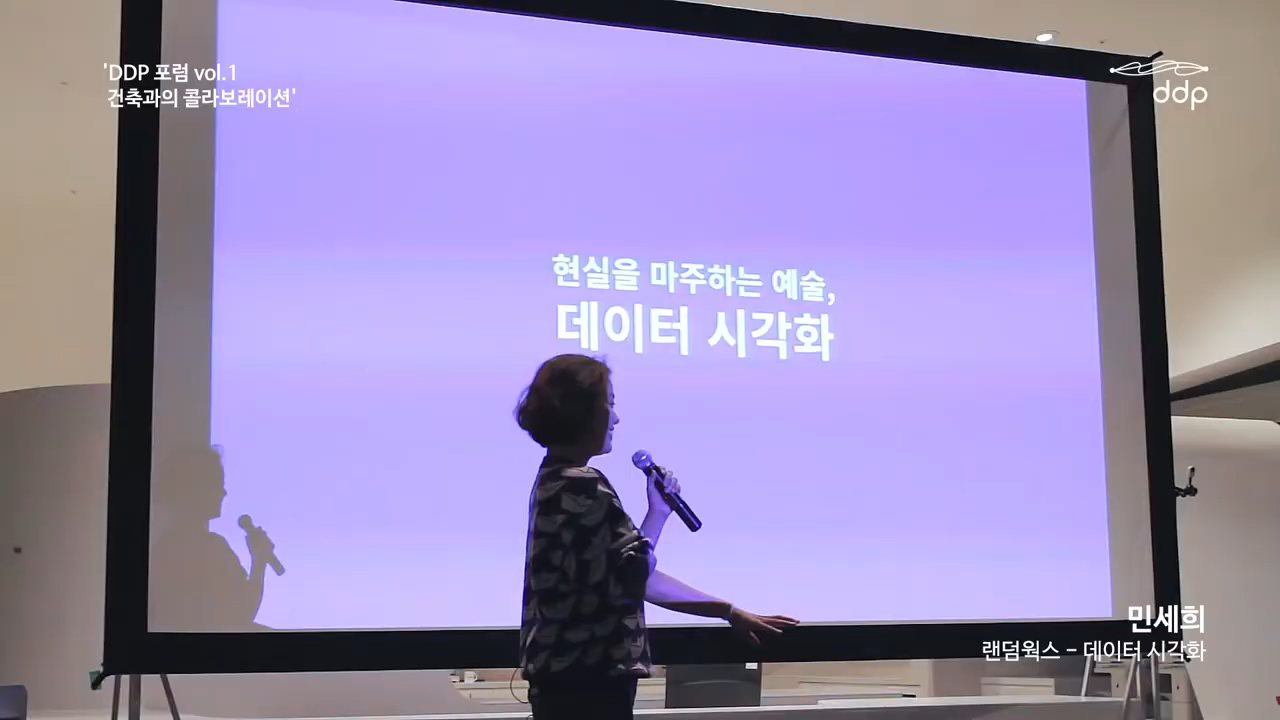 'DDP 포럼 vol.1
건축과의 콜라보레이션'
ddp
현실을 마주하는 예술,
데이터 시각화
민세희
랜덤웍스 - 데이터 시각화